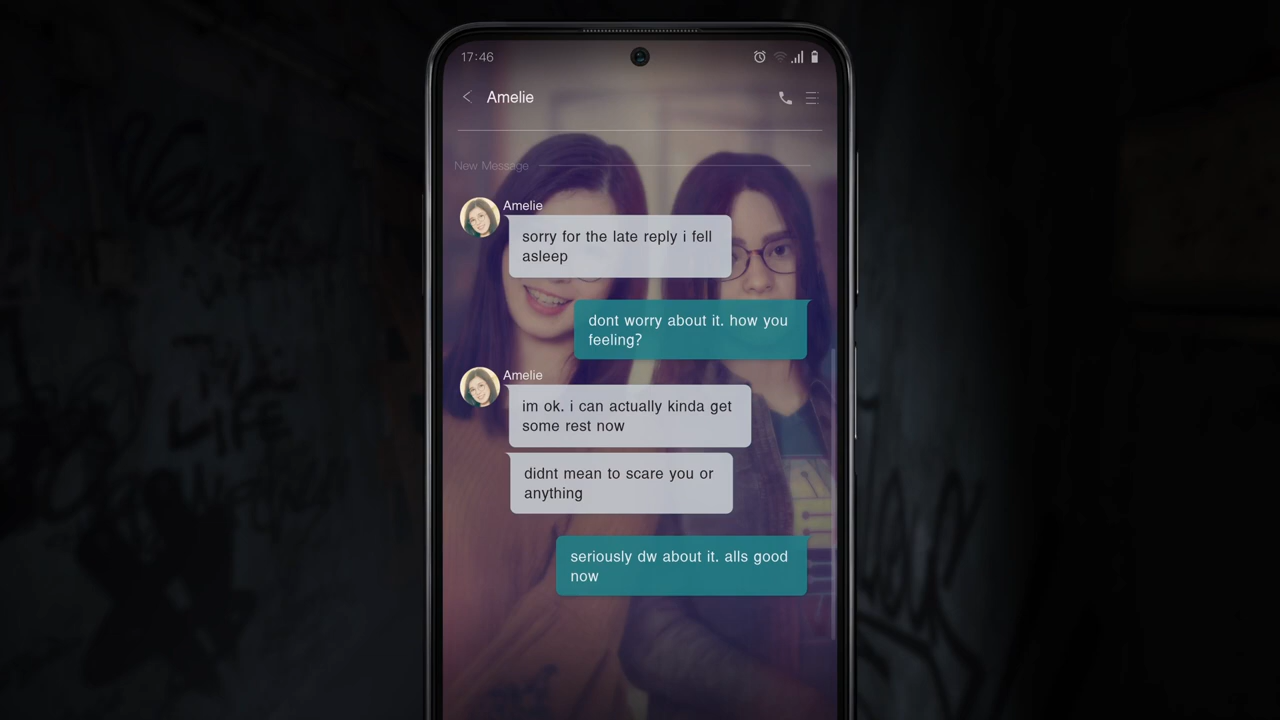 17:46
Amelie
New Message
Amelie
sorry for the late reply i fell
asleep
dont worry about it. how you
feeling?
Amelie
im ok. i can actually kinda get
some rest now
didnt mean to scare you or
anything
seriously dw about it. alls good
now